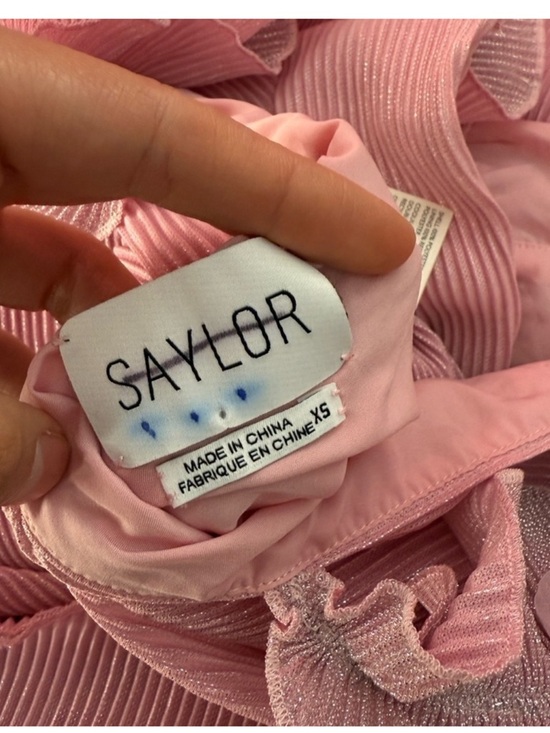 SAYLOR
XS
MADE IN CHINA
FABRIQUE EN CHINE